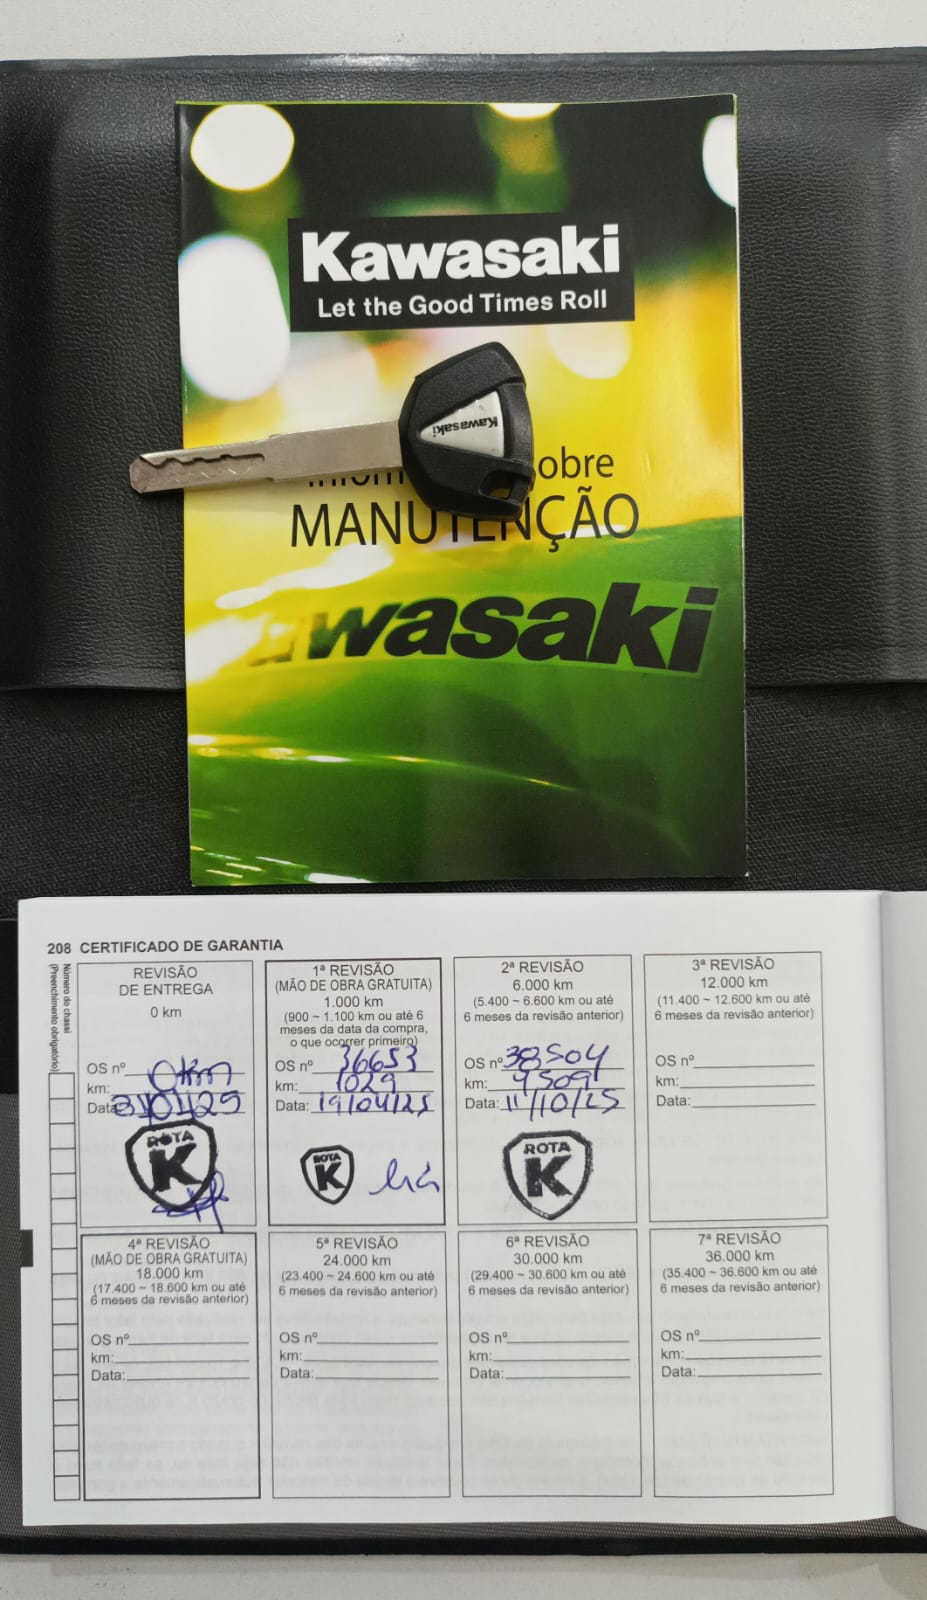 Kawasaki
Let the Good Times Roll
Kawasaki
sobre
MANUTENÇÃO
wasaki
208 CERTIFICADO DE GARANTIA
Número do chassi
(Preenchimento obrigatório)
REVISÃO
DE ENTREGA
0 km
OS nº 0km
km:
Data: 31/01/25
ROTA
K
1ª REVISÃO
(MÃO DE OBRA GRATUITA)
1.000 km
(900 ~ 1.100 km ou até 6
meses da data da compra,
o que ocorrer primeiro)
OS nº 36653
km: 1029
Data: 19/04/25
ROTA
K
2ª REVISÃO
6.000 km
(5.400 ~ 6.600 km ou até
6 meses da revisão anterior)
OS nº 38504
km: 4509
Data: 11/10/25
ROTA
K
3ª REVISÃO
12.000 km
(11.400 ~ 12.600 km ou até
6 meses da revisão anterior)
OS nº
km:
Data:
4ª REVISÃO
(MÃO DE OBRA GRATUITA)
18.000 km
(17.400 ~ 18.600 km ou até
6 meses da revisão anterior)
OS nº
km:
Data:
5ª REVISÃO
24.000 km
(23.400 ~ 24.600 km ou até
6 meses da revisão anterior)
OS nº
km:
Data:
6ª REVISÃO
30.000 km
(29.400 ~ 30.600 km ou até
6 meses da revisão anterior)
OS nº
km:
Data:
7ª REVISÃO
36.000 km
(35.400 ~ 36.600 km ou até
6 meses da revisão anterior)
OS nº
km:
Data: